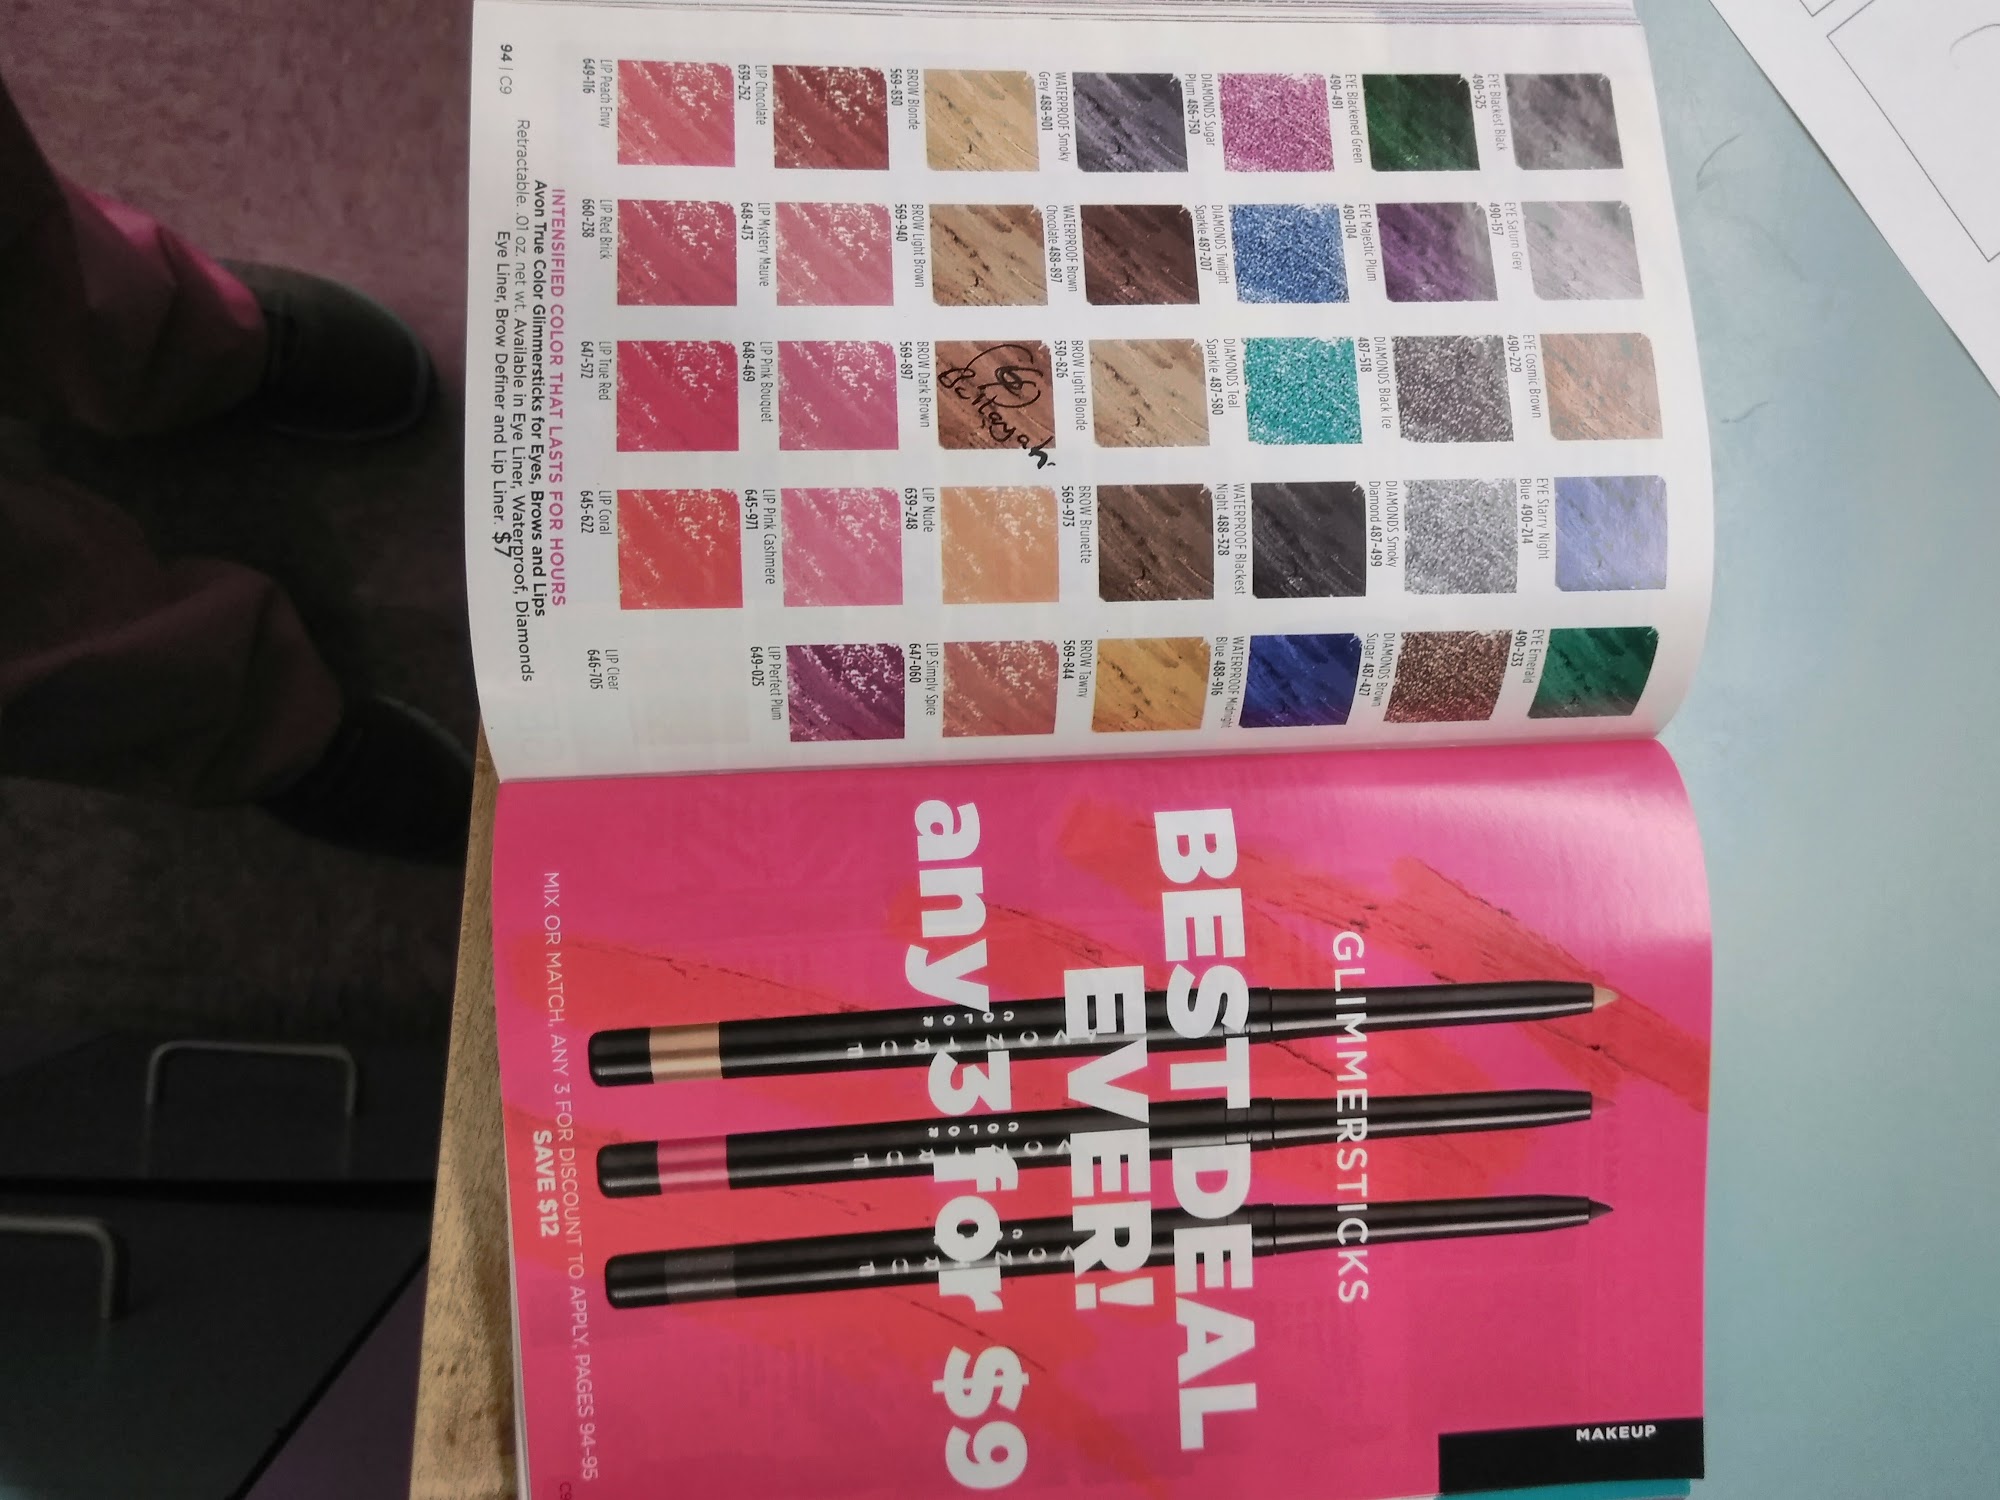 EYE Blackest Black
490-525
EYE Saturn Grey
490-157
EYE Cosmic Brown
490-229
EYE Starry Night
Blue 490-214
EYE Emerald
490-233
EYE Blackened Green
490-491
EYE Majestic Plum
490-104
DIAMONDS Black Ice
487-518
DIAMONDS Smoky
Diamond 487-499
DIAMONDS Brown
Sugar 487-427
DIAMONDS Sugar
Plum 486-750
DIAMONDS Twilight
Sparkle 487-207
DIAMONDS Teal
Sparkle 487-580
WATERPROOF Blackest
Night 488-328
WATERPROOF Midnight
Blue 488-916
WATERPROOF Smoky
Grey 488-901
WATERPROOF Brown
Chocolate 488-897
BROW Light Blonde
530-826
BROW Brunette
569-973
BROW Tawny
569-844
BROW Blonde
569-830
BROW Light Brown
569-940
BROW Dark Brown
569-897
LIP Nude
639-248
LIP Simply Spice
647-060
LIP Chocolate
639-252
LIP Mystery Mauve
648-473
LIP Pink Bouquet
648-469
LIP Pink Cashmere
645-971
LIP Perfect Plum
649-025
LIP Peach Envy
649-116
LIP Red Brick
660-238
LIP True Red
647-572
LIP Coral
645-622
LIP Clear
646-705
INTENSIFIED COLOR THAT LASTS FOR HOURS
Avon True Color Glimmersticks for Eyes, Brows and Lips
Retractable. .01 oz. net wt. Available in Eye Liner, Waterproof, Diamonds
Eye Liner, Brow Definer and Lip Liner. $7
94 | C9
MAKEUP
GLIMMERSTICKS
BEST DEAL
EVER!
any 3 for $9
MIX OR MATCH, ANY 3 FOR DISCOUNT TO APPLY, PAGES 94-95
SAVE $12